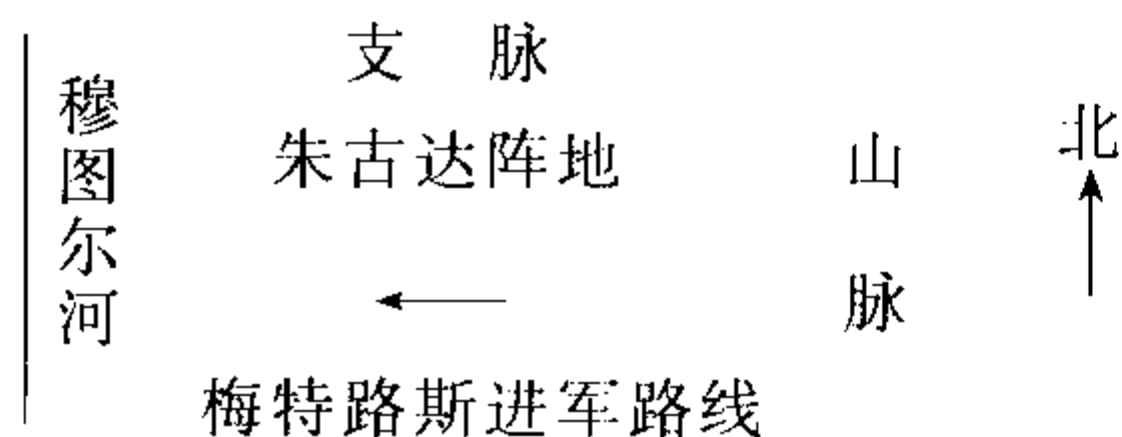 穆图尔河
支脉
朱古达阵地
山脉
北
梅特路斯进军路线